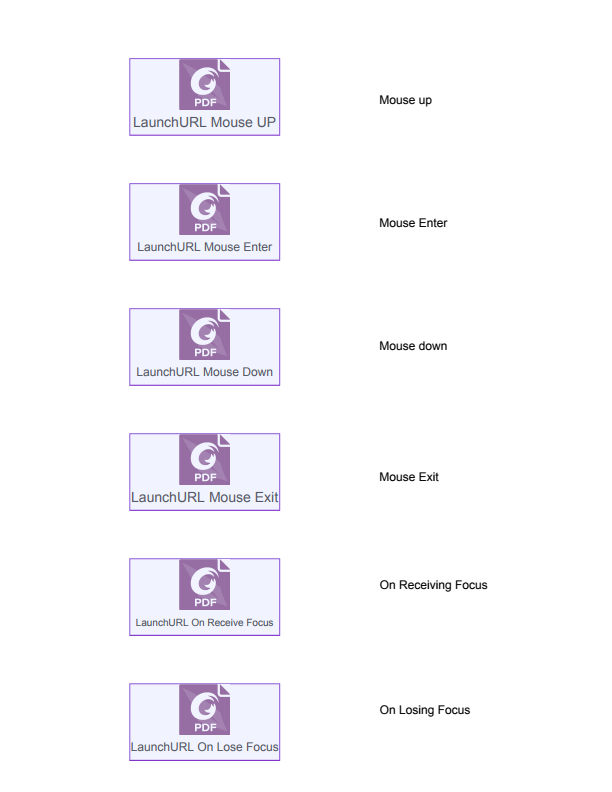 PDF
LaunchURL Mouse UP
Mouse up
PDF
LaunchURL Mouse Enter
Mouse Enter
PDF
LaunchURL Mouse Down
Mouse down
PDF
LaunchURL Mouse Exit
Mouse Exit
PDF
LaunchURL On Receive Focus
On Receiving Focus
PDF
LaunchURL On Lose Focus
On Losing Focus